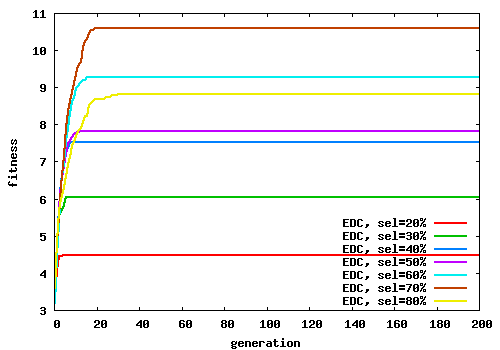 11
10
9
8
7
6
5
4
3
fitness
EDC, sel=20%
EDC, sel=30%
EDC, sel=40%
EDC, sel=50%
EDC, sel=60%
EDC, sel=70%
EDC, sel=80%
0 20 40 60 80 100 120 140 160 180 200
generation